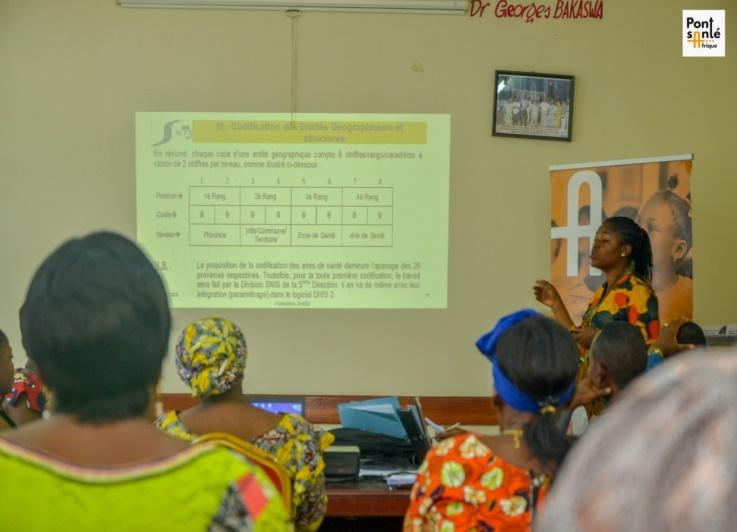 Dr Georges BAKASWA
Pont
santé
Afrique
III. Codification des Entités Géographiques et
structures
En résumé, chaque code d'une entité géographique compte 8 chiffres/rangs/caractères à
raison de 2 chiffres par niveau, comme illustré ci-dessous :
1 2 3 4 5 6 7 8
Position→ 1è Rang 2è Rang 3è Rang 4è Rang
Code→ 0 0 0 0 0 0 0 0
Niveau→ Province Ville/Commune/ Zone de Santé Aire de Santé
Territoire
N.B. : La proposition de la codification des aires de santé demeure l'apanage des 26
provinces respectives. Toutefois, pour la toute première codification, le travail
sera fait par la Division SNIS de la 5ème Direction. Il en va de même avec leur
intégration (paramétrage) dans le logiciel DHIS 2.
Formation DHIS2
A